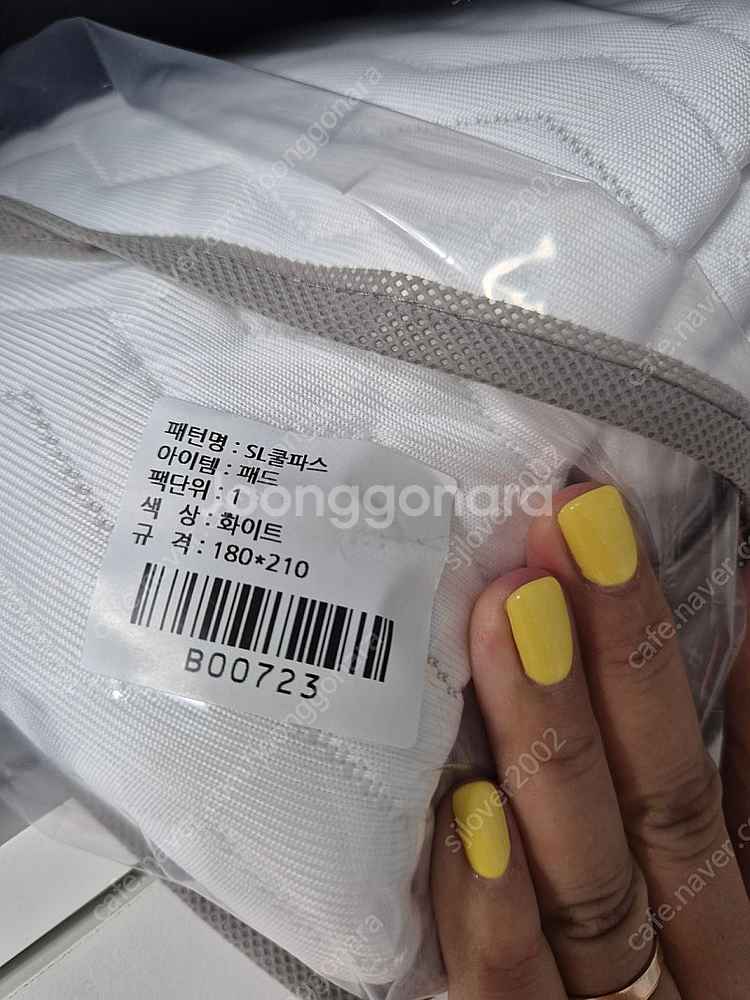 패턴명 : SL쿨파스
아이템 : 패드
팩단위 : 1
색 상 :화이트
규 격 : 180*210
B00723
Joonggonara
joonggonara
sjlover2002
cafe.naver.com